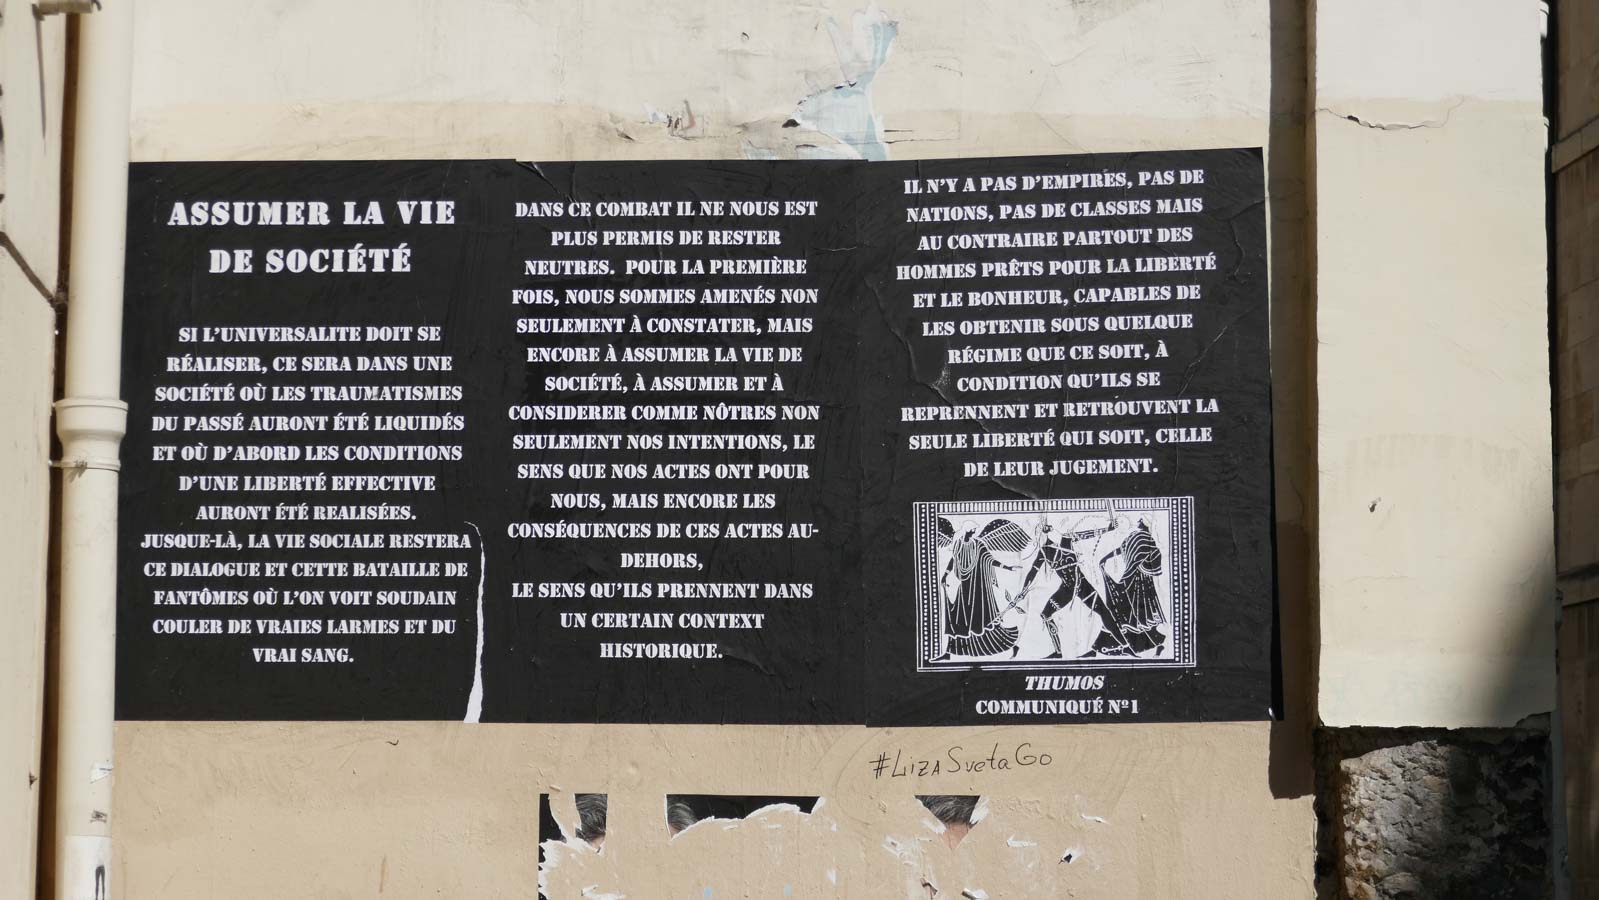 ASSUMER LA VIE
DE SOCIÉTÉ
SI L'UNIVERSALITE DOIT SE
RÉALISER, CE SERA DANS UNE
SOCIÉTÉ OÙ LES TRAUMATISMES
DU PASSÉ AURONT ÉTÉ LIQUIDÉS
ET OÙ D'ABORD LES CONDITIONS
D'UNE LIBERTÉ EFFECTIVE
AURONT ÉTÉ REALISÉES.
JUSQUE-LÀ, LA VIE SOCIALE RESTERA
CE DIALOGUE ET CETTE BATAILLE DE
FANTÔMES OÙ L'ON VOIT SOUDAIN
COULER DE VRAIES LARMES ET DU
VRAI SANG.
DANS CE COMBAT IL NE NOUS EST
PLUS PERMIS DE RESTER
NEUTRES. POUR LA PREMIÈRE
FOIS, NOUS SOMMES AMENÉS NON
SEULEMENT À CONSTATER, MAIS
ENCORE À ASSUMER LA VIE DE
SOCIÉTÉ, À ASSUMER ET À
CONSIDERER COMME NÔTRES NON
SEULEMENT NOS INTENTIONS, LE
SENS QUE NOS ACTES ONT POUR
NOUS, MAIS ENCORE LES
CONSÉQUENCES DE CES ACTES AU-
DEHORS,
LE SENS QU'ILS PRENNENT DANS
UN CERTAIN CONTEXT
HISTORIQUE.
IL N'Y A PAS D'EMPIRES, PAS DE
NATIONS, PAS DE CLASSES MAIS
AU CONTRAIRE PARTOUT DES
HOMMES PRÊTS POUR LA LIBERTÉ
ET LE BONHEUR, CAPABLES DE
LES OBTENIR SOUS QUELQUE
RÉGIME QUE CE SOIT, À
CONDITION QU'ILS SE
REPRENNENT ET RETROUVENT LA
SEULE LIBERTÉ QUI SOIT, CELLE
DE LEUR JUGEMENT.
THUMOS
COMMUNIQUÉ Nº1
#LizaSvetaGo